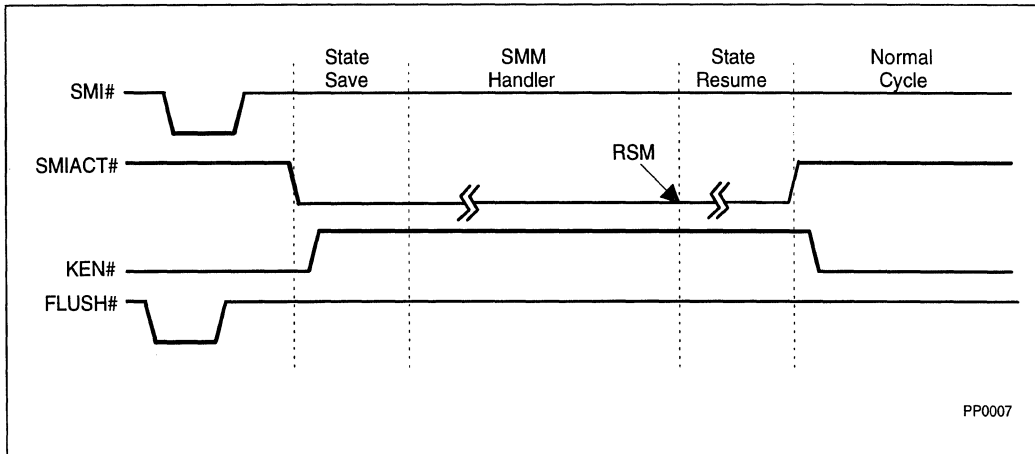 State
Save
SMM
Handler
State
Resume
Normal
Cycle
SMI#
SMIACT#
RSM
KEN#
FLUSH#
PP0007